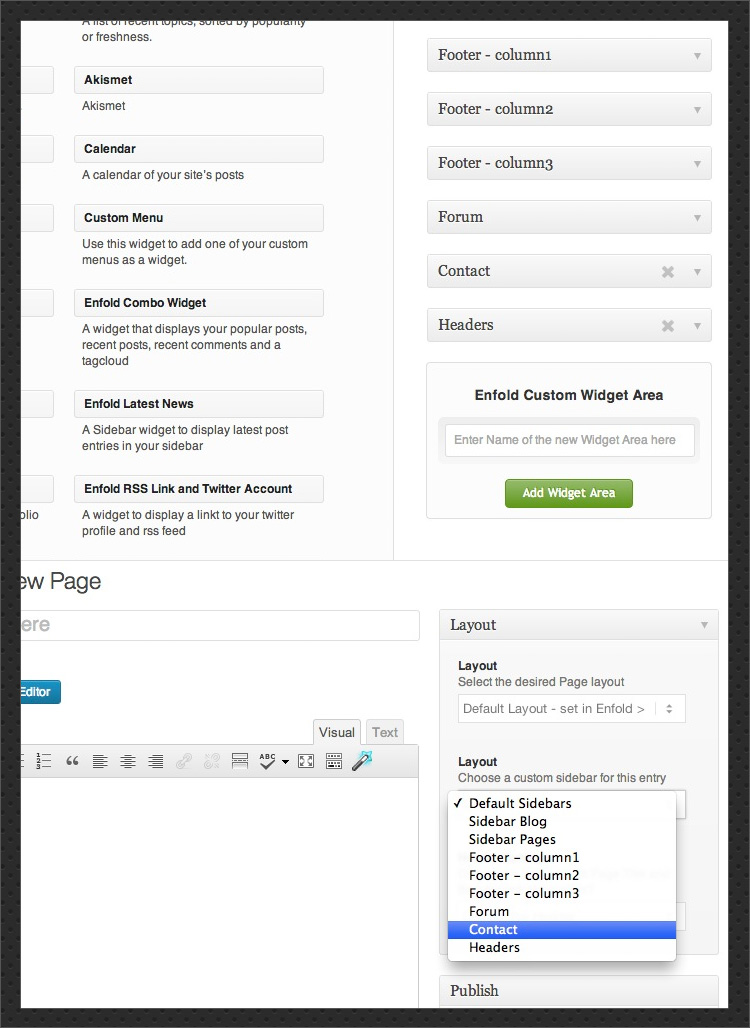 A list of recent topics, sorted by popularity
or freshness.
Akismet
Akismet
Calendar
A calendar of your site's posts
Custom Menu
Use this widget to add one of your custom
menus as a widget.
Enfold Combo Widget
A widget that displays your popular posts,
recent posts, recent comments and a
tagcloud
Enfold Latest News
A Sidebar widget to display latest post
entries in your sidebar
Enfold RSS Link and Twitter Account
olio
A widget to display a linkt to your twitter
profile and rss feed
Footer - column1
Footer - column2
Footer - column3
Forum
Contact
Headers
Enfold Custom Widget Area
Enter Name of the new Widget Area here
Add Widget Area
ew Page
ere
Editor
Visual
Text
ABC
Layout
Layout
Select the desired Page layout
Default Layout - set in Enfold >
Layout
Choose a custom sidebar for this entry
✓ Default Sidebars
Sidebar Blog
Sidebar Pages
Footer - column1
Footer - column2
Footer - column3
Forum
Contact
Headers
Publish